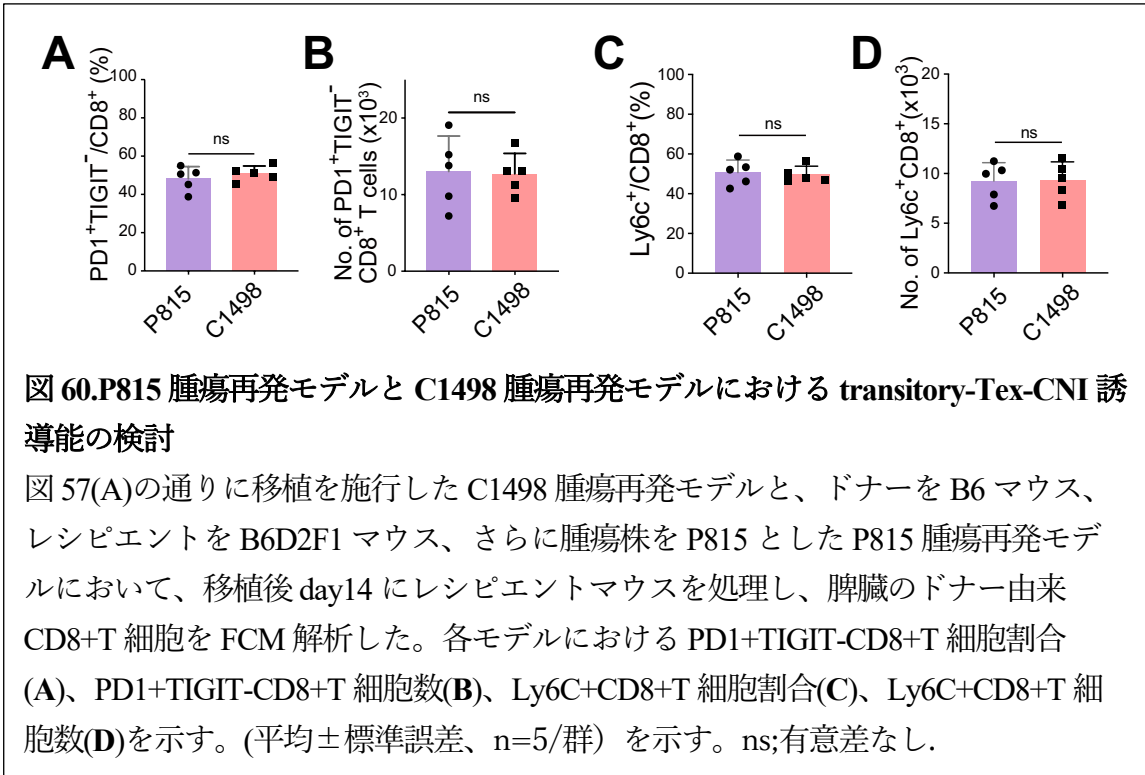 A
PD1⁺TIGIT⁻/CD8⁺ (%)
100
80
60
40
20
0
ns
P815
C1498
B
No. of PD1⁺TIGIT⁻
CD8⁺ T cells (x10³)
20
10
0
ns
P815
C1498
C
Ly6c⁺/CD8⁺(%)
100
80
60
40
20
0
ns
P815
C1498
D
No. of Ly6c⁺CD8⁺(x10³)
20
15
10
5
0
ns
P815
C1498
図 60.P815 腫瘍再発モデルと C1498 腫瘍再発モデルにおける transitory-Tex-CNI 誘
導能の検討
図 57(A)の通りに移植を施行した C1498 腫瘍再発モデルと、ドナーを B6 マウス、
レシピエントを B6D2F1 マウス、さらに腫瘍株を P815 とした P815 腫瘍再発モデ
ルにおいて、移植後 day14 にレシピエントマウスを処理し、脾臓のドナー由来
CD8+T 細胞を FCM 解析した。各モデルにおける PD1+TIGIT-CD8+T 細胞割合
(A)、PD1+TIGIT-CD8+T 細胞数(B)、Ly6C+CD8+T 細胞割合(C)、Ly6C+CD8+T 細
胞数(D)を示す。(平均±標準誤差、n=5/群）を示す。ns;有意差なし.